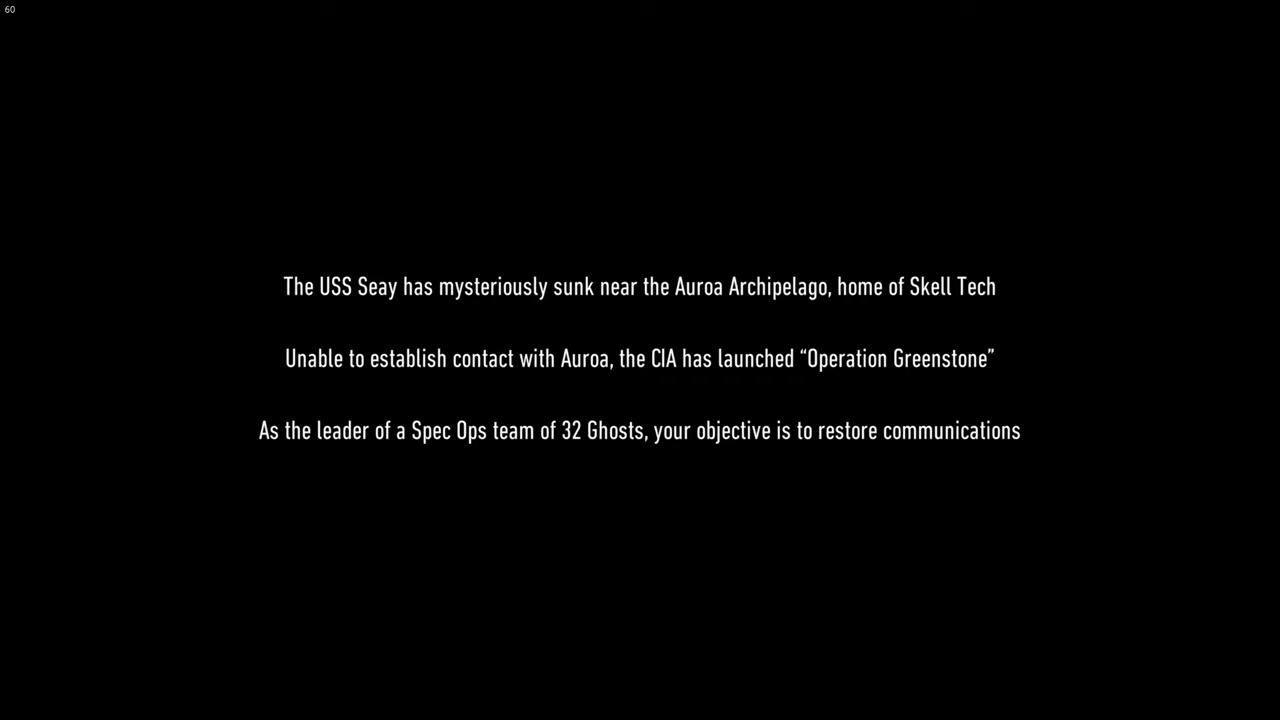 60
The USS Seay has mysteriously sunk near the Auroa Archipelago, home of Skell Tech
Unable to establish contact with Auroa, the CIA has launched “Operation Greenstone”
As the leader of a Spec Ops team of 32 Ghosts, your objective is to restore communications